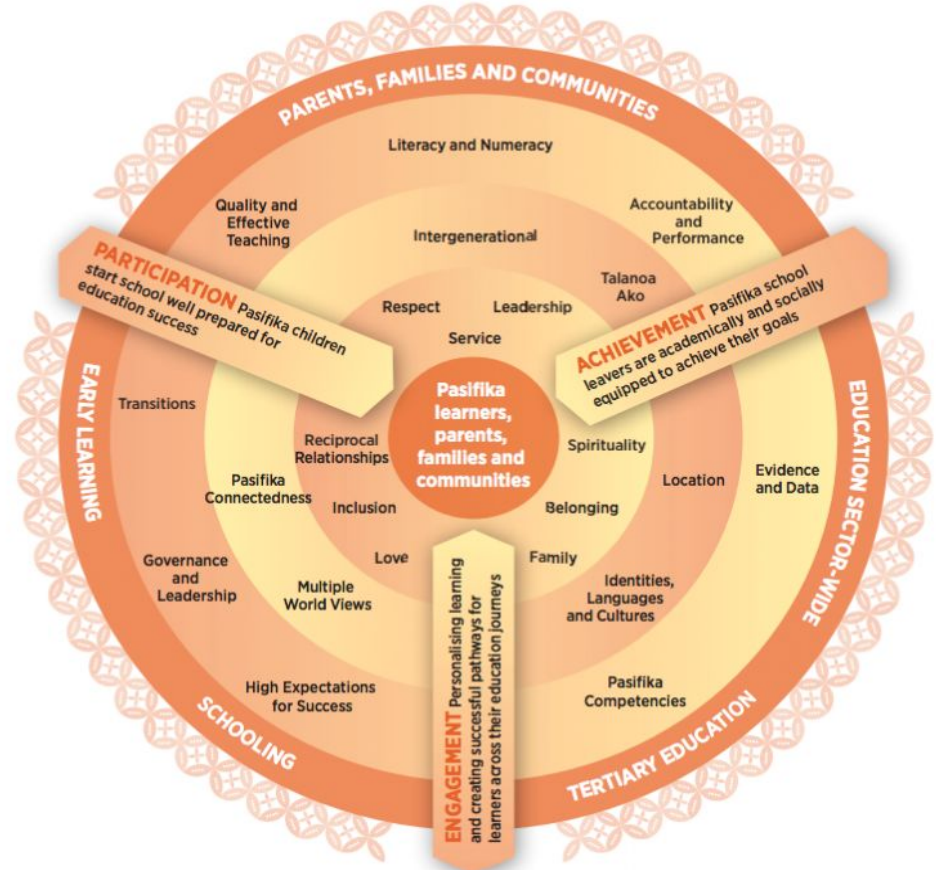 PARENTS, FAMILIES AND COMMUNITIES
Literacy and Numeracy
Quality and
Effective
Teaching
Accountability
and
Performance
Intergenerational
Talanoa
Ako
PARTICIPATION Pasifika children
start school well prepared for
education success
Respect
Leadership
Service
ACHIEVEMENT Pasifika school
leavers are academically and socially
equipped to achieve their goals
EARLY LEARNING
Transitions
Pasifika
learners,
parents,
families and
communities
EDUCATION SECTOR-WIDE
Reciprocal
Relationships
Spirituality
Pasifika
Connectedness
Location
Evidence
and Data
Inclusion
Belonging
Love
Family
Governance
and
Leadership
Multiple
World Views
Identities,
Languages
and Cultures
High Expectations
for Success
Pasifika
Competencies
ENGAGEMENT Personalising learning
and creating successful pathways for
learners across their education journeys
SCHOOLING
TERTIARY EDUCATION